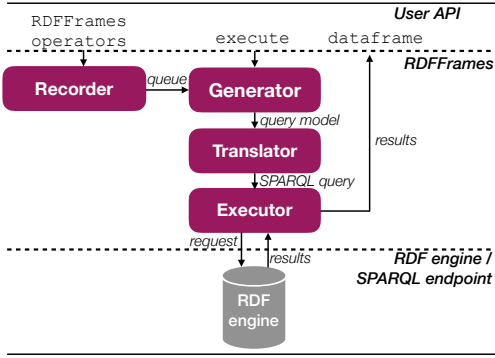 User API
RDFFrames
operators
execute
dataframe
RDFFrames
Recorder
queue
Generator
query model
results
Translator
SPARQL query
Executor
request
results
RDF engine /
SPARQL endpoint
RDF
engine